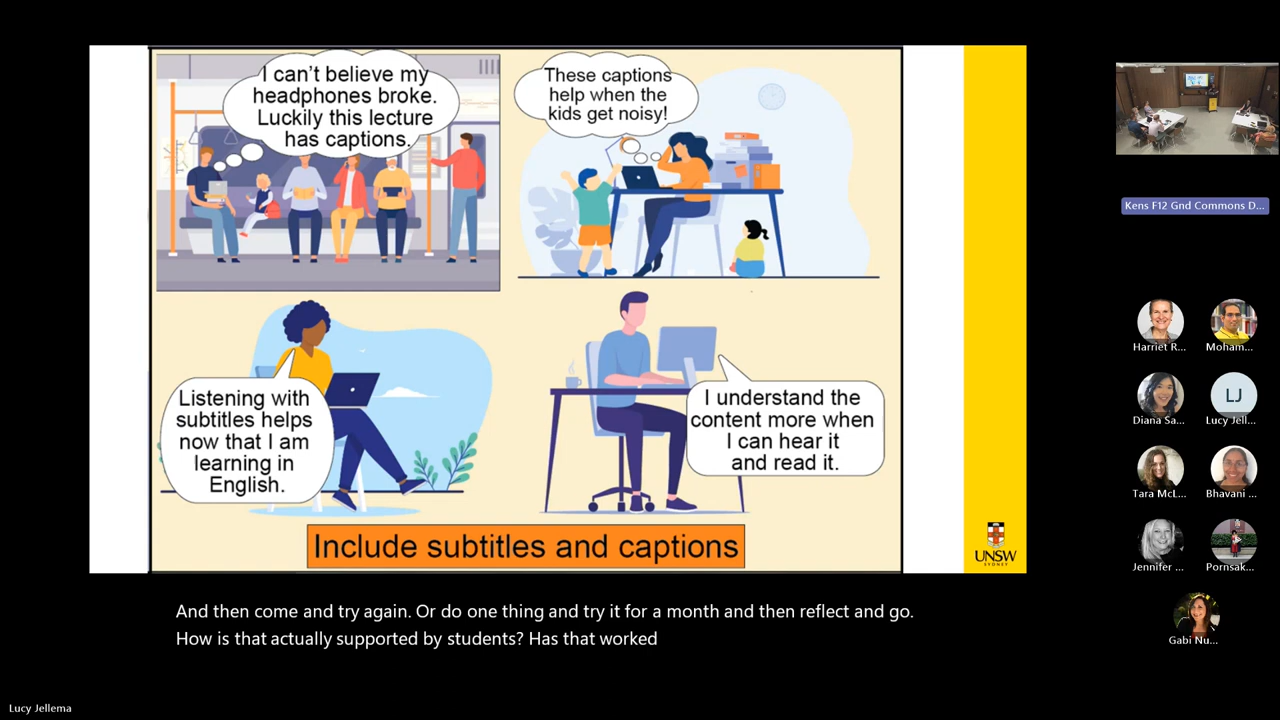 I can't believe my
headphones broke.
Luckily this lecture
has captions.
These captions
help when the
kids get noisy!
Listening with
subtitles helps
now that I am
learning in
English.
I understand the
content more when
I can hear it
and read it.
Include subtitles and captions
UNSW
SYDNEY
And then come and try again. Or do one thing and try it for a month and then reflect and go.
How is that actually supported by students? Has that worked
Lucy Jellema
Kens F12 Gnd Commons D...
Harriet R...
Moham...
Diana Sa...
LJ
Lucy Jell...
Tara McL...
Bhavani ...
Jennifer ...
Pornsak...
Gabi Nu...